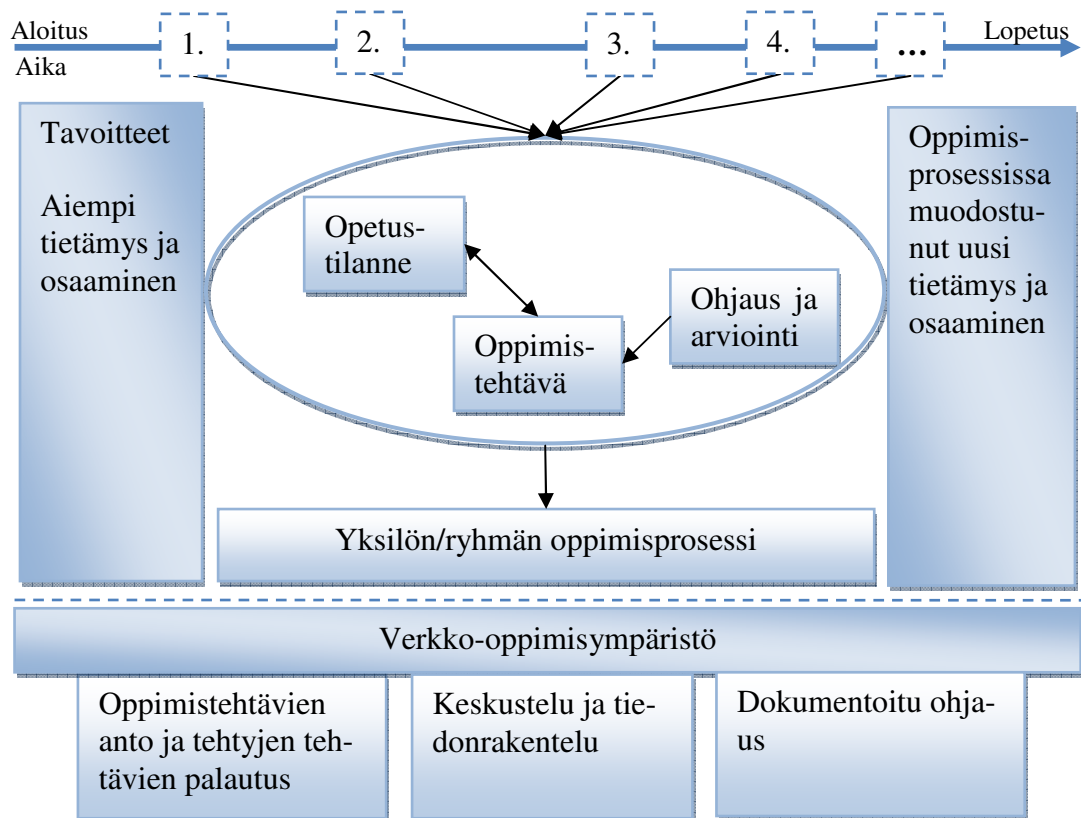 Aloitus
Lopetus
Aika
1.
2.
3.
4.
...
Tavoitteet
Aiempi
tietämys ja
osaaminen
Opetus-
tilanne
Oppimis-
tehtävä
Ohjaus ja
arviointi
Oppimis-
prosessissa
muodostu-
nut uusi
tietämys ja
osaaminen
Yksilön/ryhmän oppimisprosessi
Verkko-oppimisympäristö
Oppimistehtävien
anto ja tehtyjen teh-
tävien palautus
Keskustelu ja tie-
donrakentelu
Dokumentoitu ohja-
us